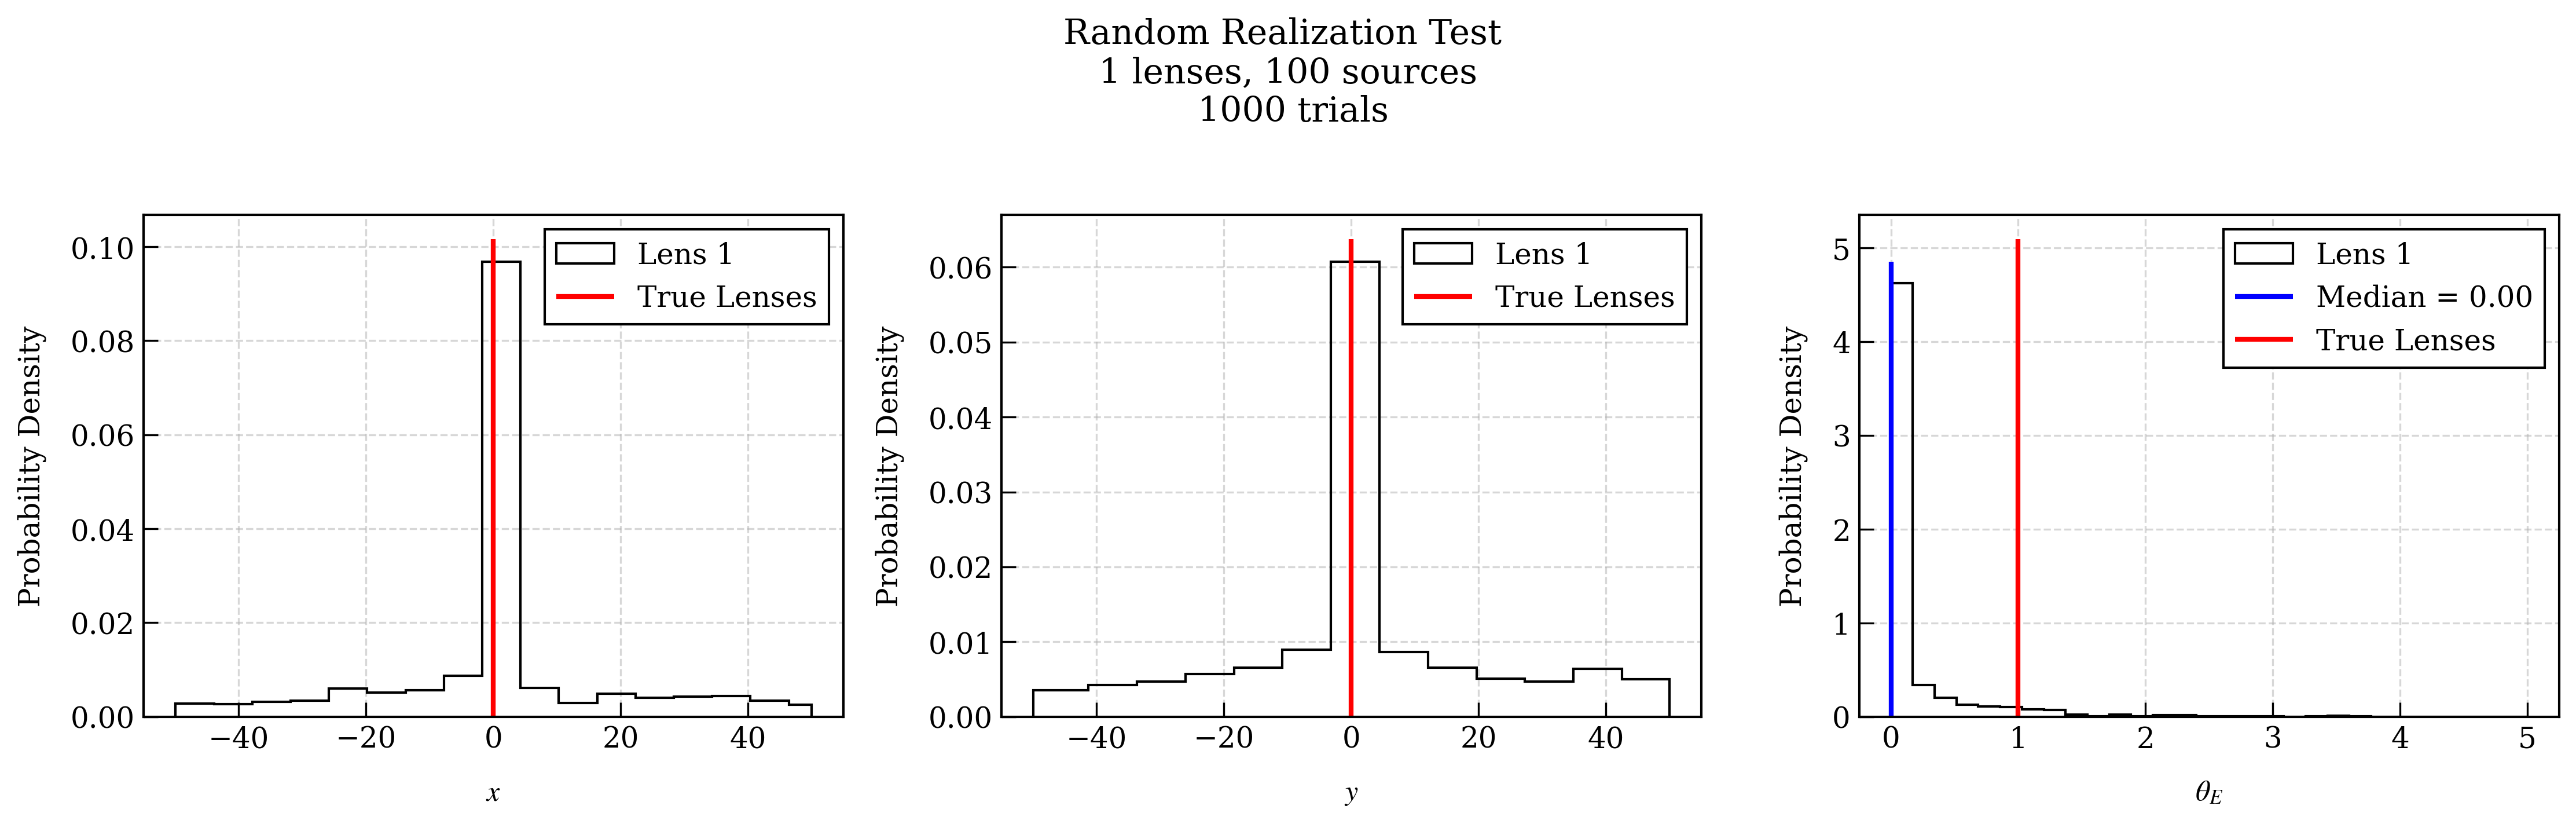 Random Realization Test
1 lenses, 100 sources
1000 trials
Probability Density
0.00
0.02
0.04
0.06
0.08
0.10
−40
−20
0
20
40
x
Lens 1
True Lenses
Probability Density
0.00
0.01
0.02
0.03
0.04
0.05
0.06
−40
−20
0
20
40
y
Lens 1
True Lenses
Probability Density
0
1
2
3
4
5
0
1
2
3
4
5
θ_E
Lens 1
Median = 0.00
True Lenses